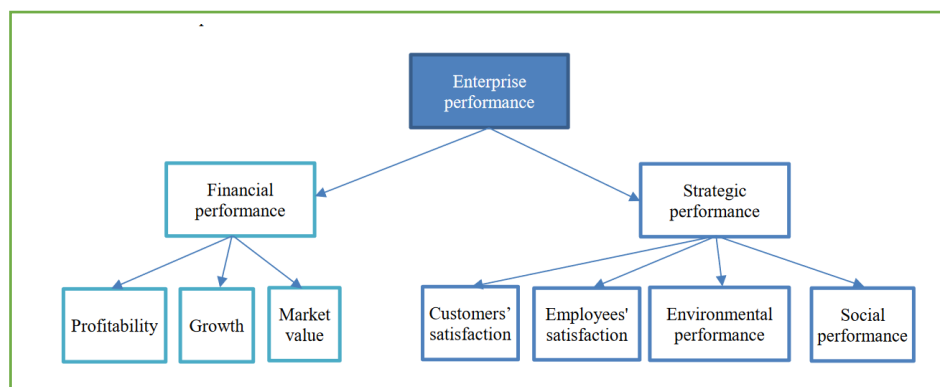 Enterprise
performance
Financial
performance
Strategic
performance
Profitability
Growth
Market
value
Customers’
satisfaction
Employees'
satisfaction
Environmental
performance
Social
performance